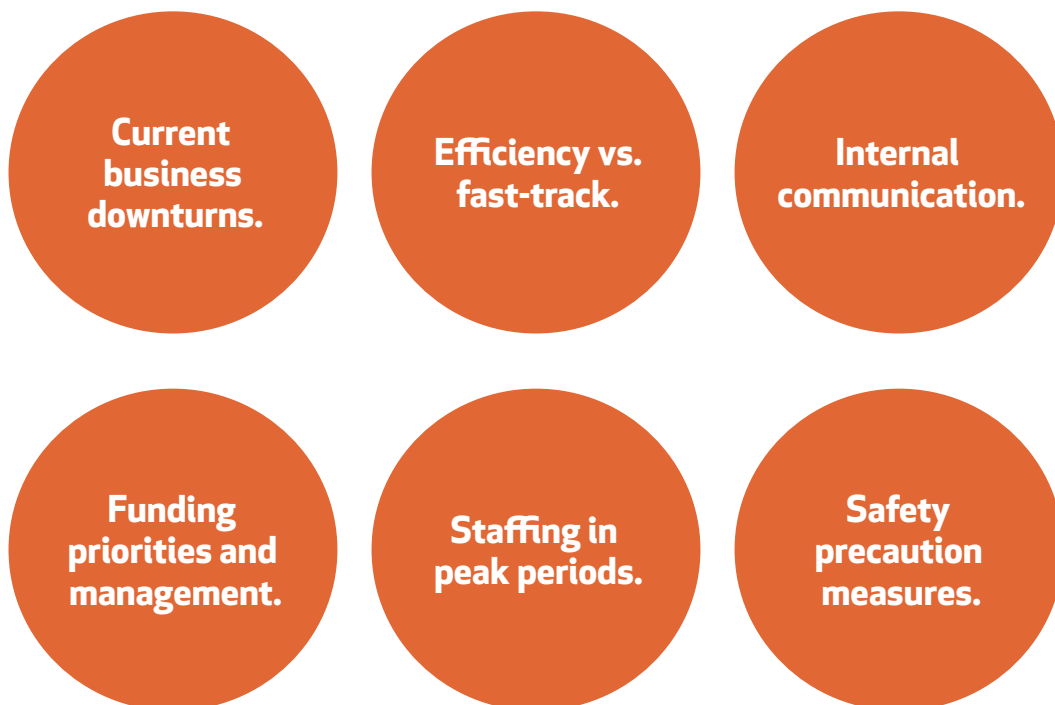 Current
business
downturns.
Efficiency vs.
fast-track.
Internal
communication.
Funding
priorities and
management.
Staffing in
peak periods.
Safety
precaution
measures.